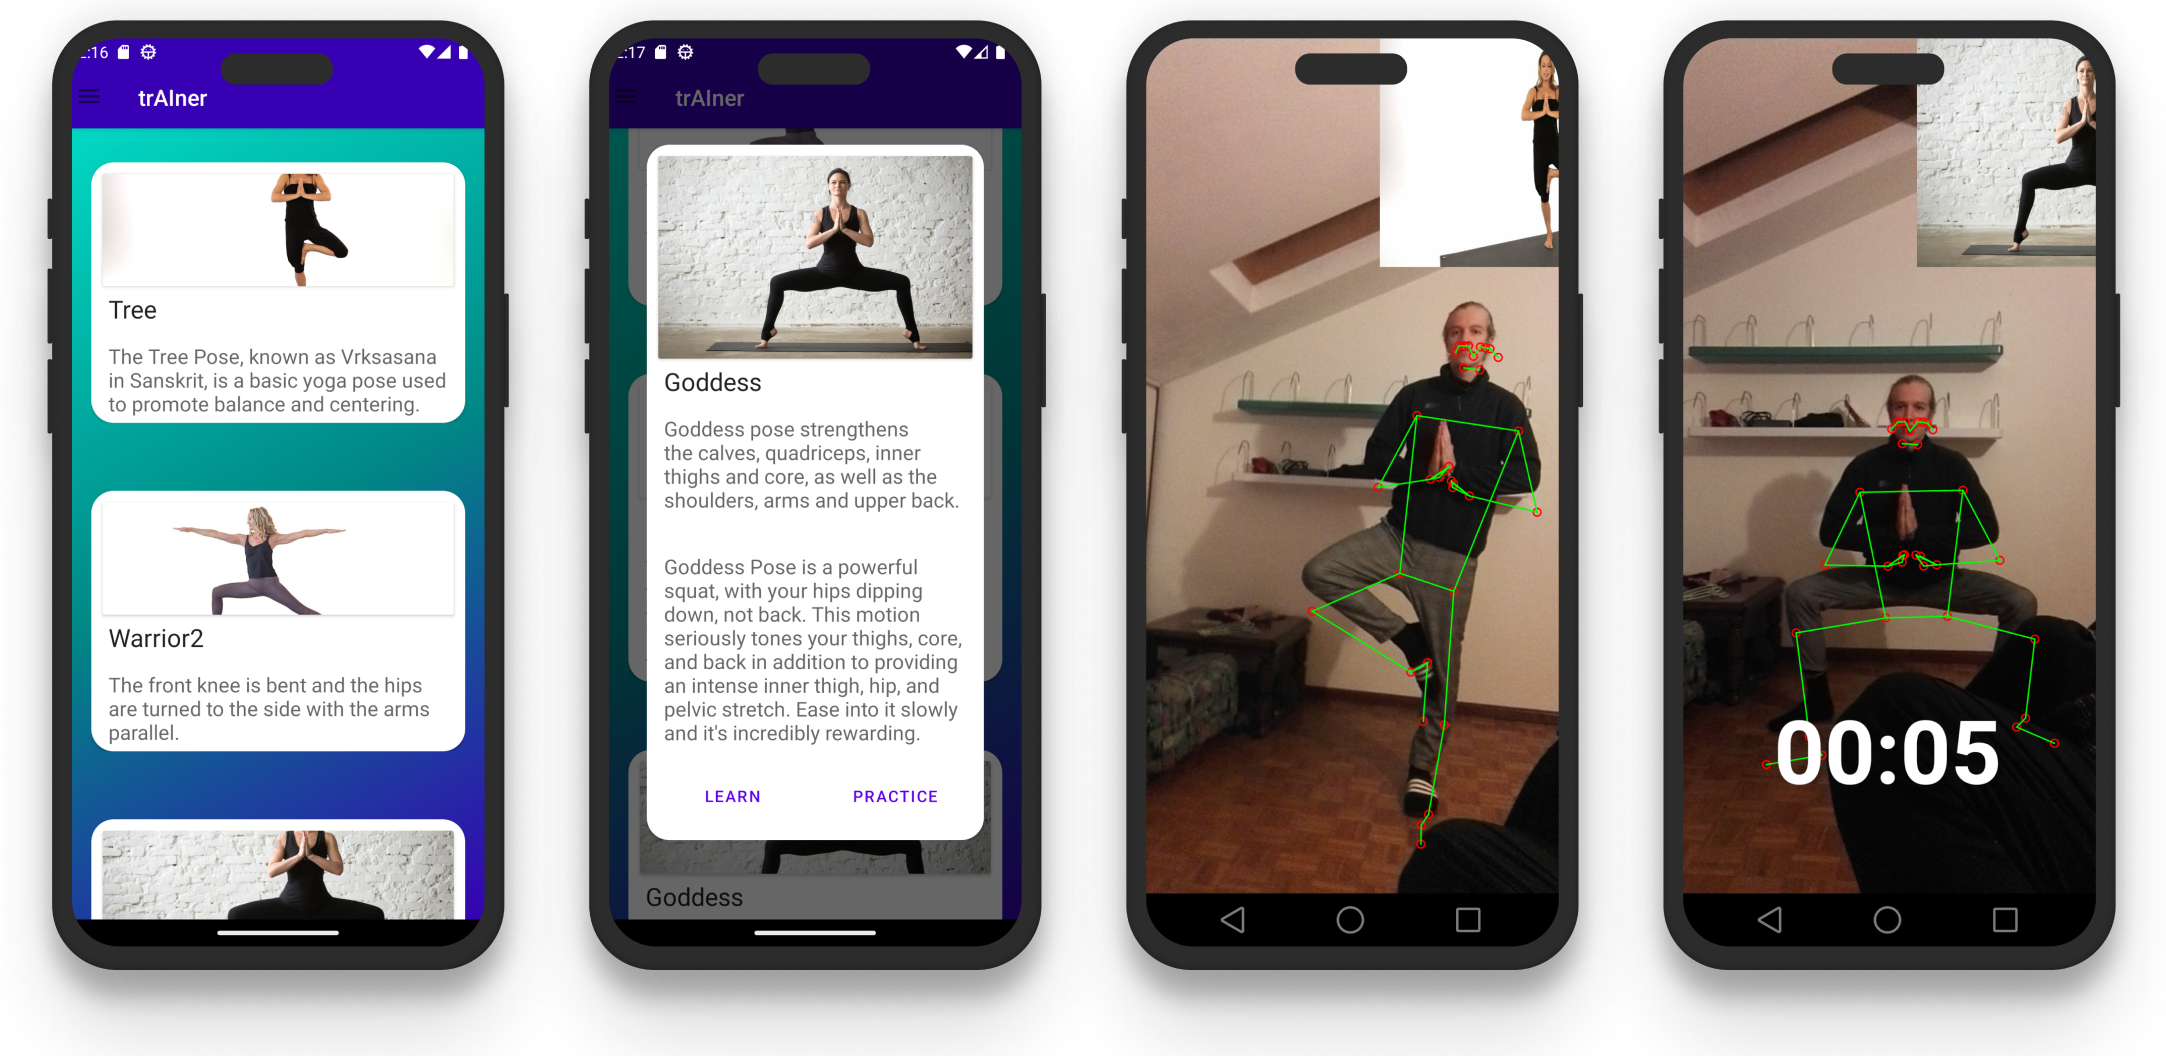 :16
trAIner
Tree
The Tree Pose, known as Vrksasana
in Sanskrit, is a basic yoga pose used
to promote balance and centering.
Warrior2
The front knee is bent and the hips
are turned to the side with the arms
parallel.
:17
trAIner
Goddess
Goddess pose strengthens
the calves, quadriceps, inner
thighs and core, as well as the
shoulders, arms and upper back.
Goddess Pose is a powerful
squat, with your hips dipping
down, not back. This motion
seriously tones your thighs, core,
and back in addition to providing
an intense inner thigh, hip, and
pelvic stretch. Ease into it slowly
and it's incredibly rewarding.
LEARN PRACTICE
Goddess
00:05